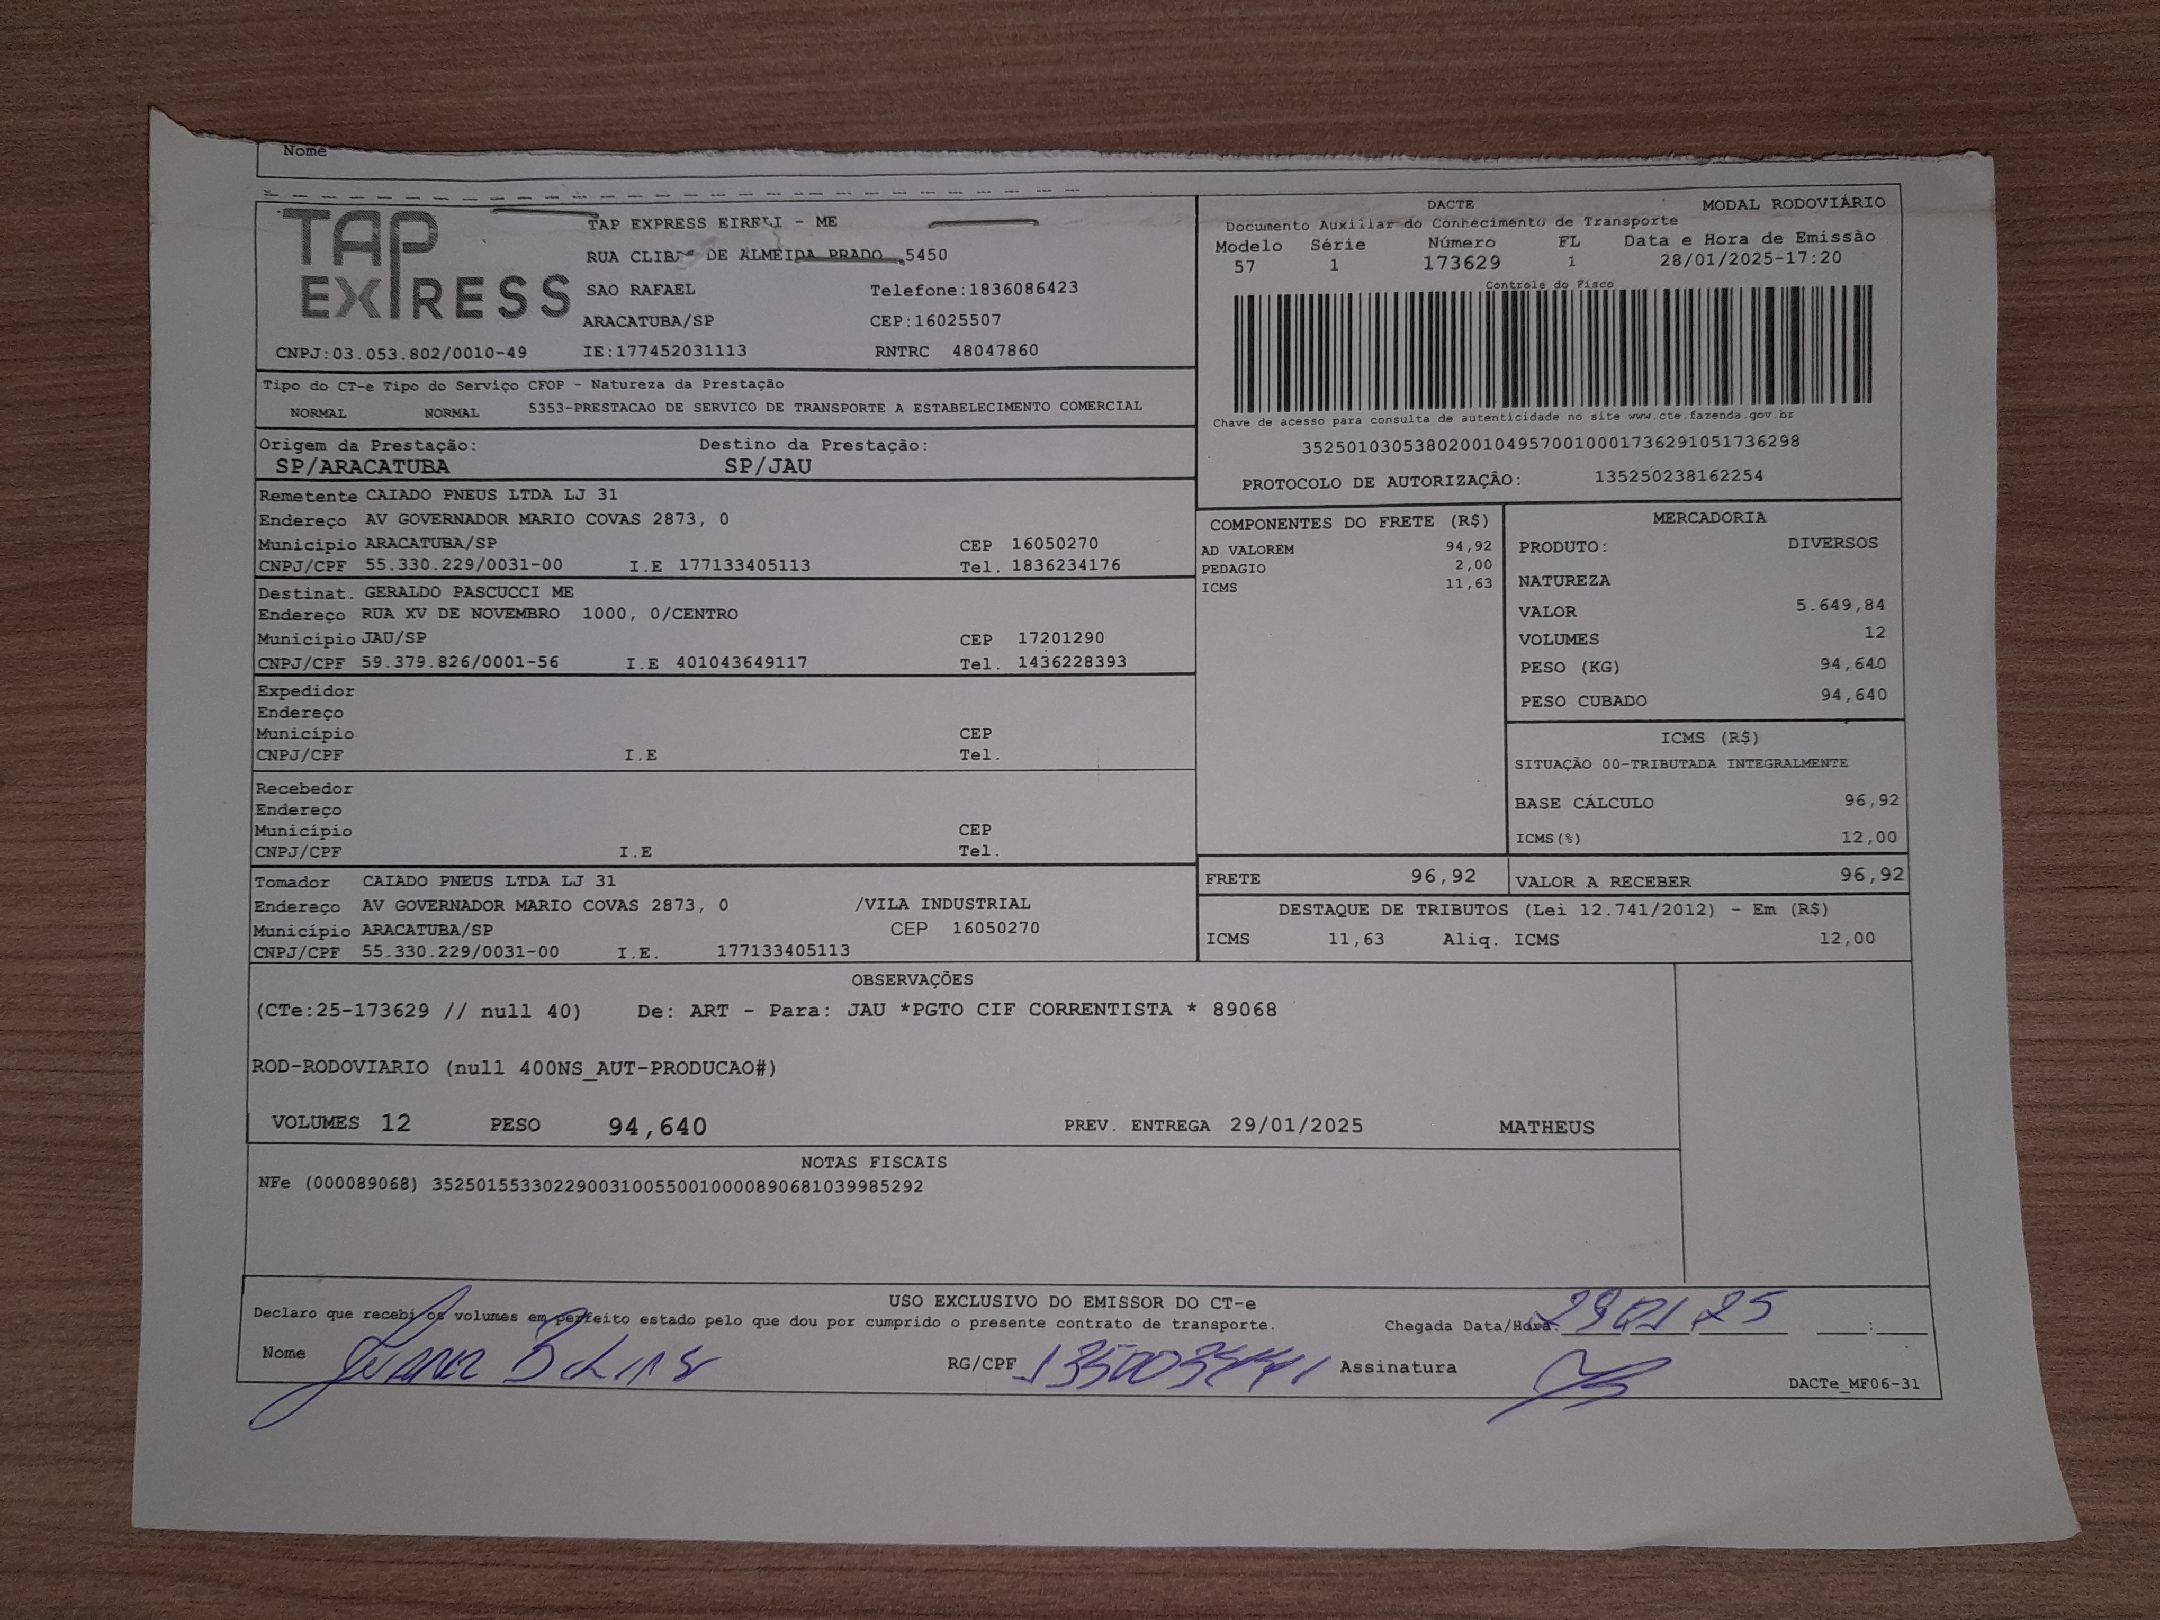 Nome
TAP EXPRESS
TAP EXPRESS EIRELI - ME
RUA DE ALMEIDA PRADO ,5450
SAO RAFAEL Telefone:1836086423
ARACATUBA/SP CEP:16025507
CNPJ:03.053.802/0010-49 IE:177452031113 RNTRC 48047860
DACTE MODAL RODOVIÁRIO
Documento Auxiliar do Conhecimento de Transporte
Modelo Série Número FL Data e Hora de Emissão
57 1 173629 1 28/01/2025-17:20
Controle do Fisco
Chave de acesso para consulta de autenticidade no site www.cte.fazenda.gov.br
35250103053802001049570010001736291051736298
PROTOCOLO DE AUTORIZAÇÃO: 135250238162254
Tipo do CT-e Tipo do Serviço CFOP - Natureza da Prestação
NORMAL NORMAL 5353-PRESTACAO DE SERVICO DE TRANSPORTE A ESTABELECIMENTO COMERCIAL
Origem da Prestação: Destino da Prestação:
SP/ARACATUBA SP/JAU
Remetente CAIADO PNEUS LTDA LJ 31
Endereço AV GOVERNADOR MARIO COVAS 2873, 0
Município ARACATUBA/SP CEP 16050270
CNPJ/CPF 55.330.229/0031-00 I.E 177133405113 Tel. 1836234176
Destinat. GERALDO PASCUCCI ME
Endereço RUA XV DE NOVEMBRO 1000, 0/CENTRO
Município JAU/SP CEP 17201290
CNPJ/CPF 59.379.826/0001-56 I.E 401043649117 Tel. 1436228393
Expedidor
Endereço
Município CEP
CNPJ/CPF I.E Tel.
Recebedor
Endereço
Município CEP
CNPJ/CPF I.E Tel.
Tomador CAIADO PNEUS LTDA LJ 31
Endereço AV GOVERNADOR MARIO COVAS 2873, 0 /VILA INDUSTRIAL
Município ARACATUBA/SP CEP 16050270
CNPJ/CPF 55.330.229/0031-00 I.E. 177133405113
COMPONENTES DO FRETE (R$)
AD VALOREM 94,92
PEDAGIO 2,00
ICMS 11,63
MERCADORIA
PRODUTO: DIVERSOS
NATUREZA
VALOR 5.649,84
VOLUMES 12
PESO (KG) 94,640
PESO CUBADO 94,640
ICMS (R$)
SITUAÇÃO 00-TRIBUTADA INTEGRALMENTE
BASE CÁLCULO 96,92
ICMS(%) 12,00
FRETE 96,92 VALOR A RECEBER 96,92
DESTAQUE DE TRIBUTOS (Lei 12.741/2012) - Em (R$)
ICMS 11,63 Aliq. ICMS 12,00
OBSERVAÇÕES
(CTe:25-173629 // null 40) De: ART - Para: JAU *PGTO CIF CORRENTISTA * 89068
ROD-RODOVIARIO (null 400NS_AUT-PRODUCAO#)
VOLUMES 12 PESO 94,640 PREV. ENTREGA 29/01/2025 MATHEUS
NOTAS FISCAIS
NFe (000089068) 35250155330229003100550010000890681039985292
USO EXCLUSIVO DO EMISSOR DO CT-e
Declaro que recebi os volumes em perfeito estado pelo que dou por cumprido o presente contrato de transporte.
Chegada Data/Hora: 29 01 25 :
Nome RG/CPF Assinatura
DACTe_MF06-31